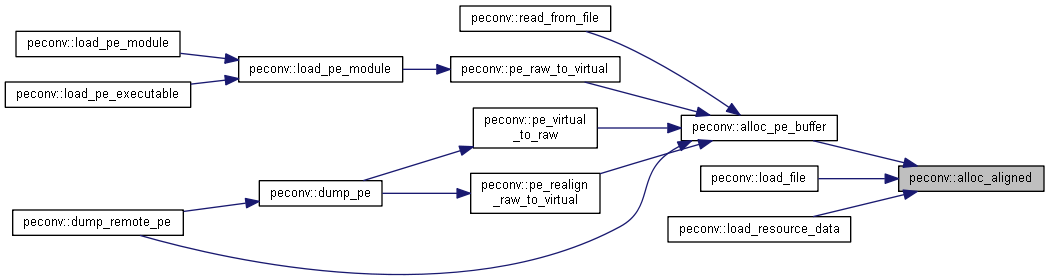 peconv::read_from_file
peconv::load_pe_module
peconv::load_pe_module
peconv::pe_raw_to_virtual
peconv::load_pe_executable
peconv::pe_virtual
_to_raw
peconv::alloc_pe_buffer
peconv::load_file
peconv::alloc_aligned
peconv::dump_pe
peconv::pe_realign
_raw_to_virtual
peconv::dump_remote_pe
peconv::load_resource_data